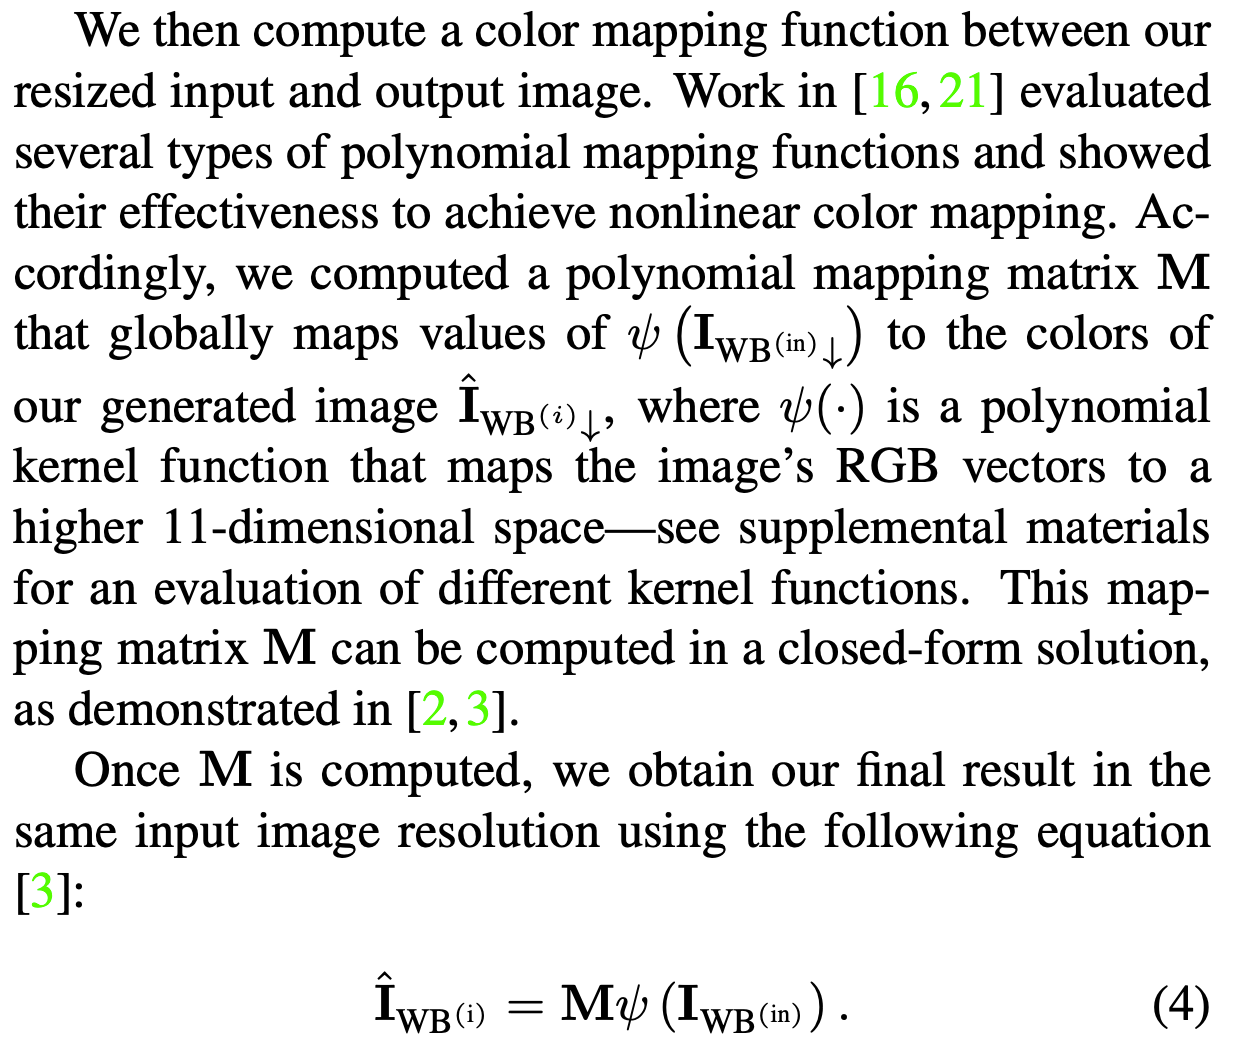 We then compute a color mapping function between our
resized input and output image. Work in [16, 21] evaluated
several types of polynomial mapping functions and showed
their effectiveness to achieve nonlinear color mapping. Ac-
cordingly, we computed a polynomial mapping matrix M
that globally maps values of ψ (I_WB^(in)↓) to the colors of
our generated image Î_WB^(i)↓, where ψ(·) is a polynomial
kernel function that maps the image’s RGB vectors to a
higher 11-dimensional space—see supplemental materials
for an evaluation of different kernel functions. This map-
ping matrix M can be computed in a closed-form solution,
as demonstrated in [2, 3].
Once M is computed, we obtain our final result in the
same input image resolution using the following equation
[3]:
Î_WB^(i) = Mψ (I_WB^(in)) . (4)